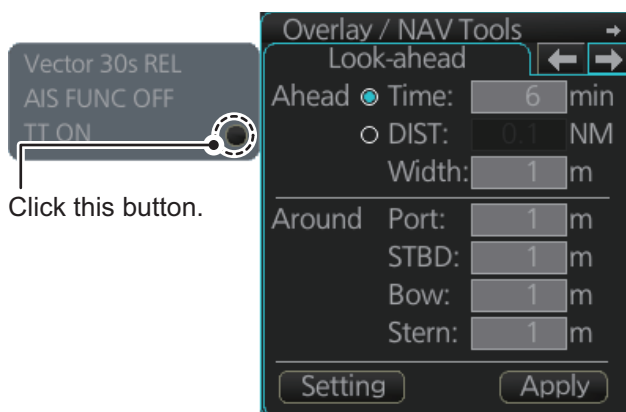 Vector 30s REL
AIS FUNC OFF
TT ON
Click this button.
Overlay / NAV Tools
Look-ahead
Ahead Time: 6 min
DIST: 0.1 NM
Width: 1 m
Around Port: 1 m
STBD: 1 m
Bow: 1 m
Stern: 1 m
Setting Apply